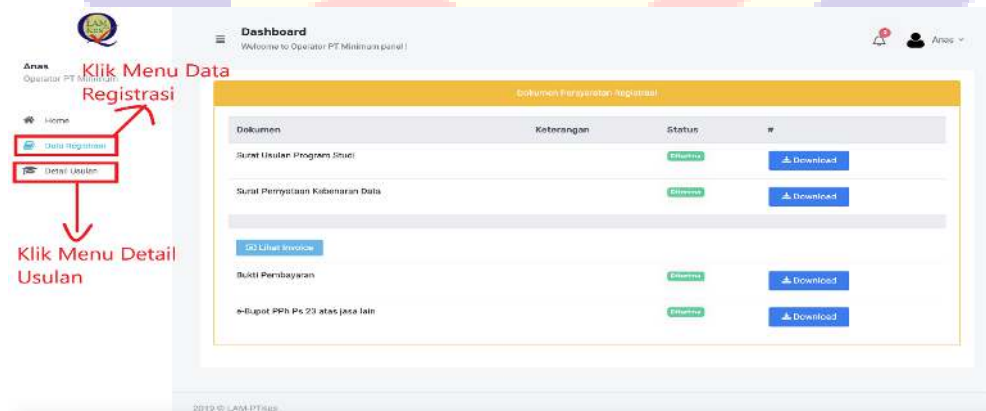 LAM
Dashboard
Welcome to Operator PT Minimum panel !
Anas
Anas
Operator PT Minimum
Klik Menu Data
Registrasi
Home
Data Registrasi
Detail Usulan
Klik Menu Detail
Usulan
Dokumen Persyaratan Registrasi
Dokumen Keterangan Status #
Surat Usulan Program Studi Diterima Download
Surat Pernyataan Kebenaran Data Diterima Download
Lihat Invoice
Bukti Pembayaran Diterima Download
e-Bupot PPh Ps 23 atas jasa lain Diterima Download
2019 © LAM-PTKes